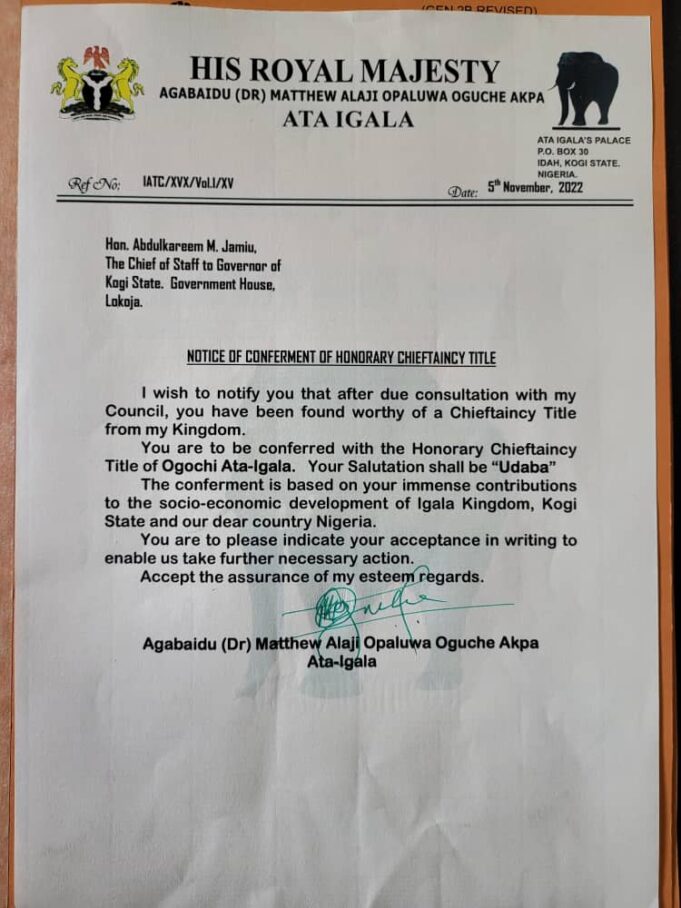 (GEN 2B REVISED)
HIS ROYAL MAJESTY
AGABAIDU (DR) MATTHEW ALAJI OPALUWA OGUCHE AKPA
ATA IGALA
ATA IGALA'S PALACE
P.O. BOX 30
IDAH, KOGI STATE.
NIGERIA.
Ref No: IATC/XVX/Vol.I/XV
Date: 5th November, 2022
Hon. Abdulkareem M. Jamiu,
The Chief of Staff to Governor of
Kogi State. Government House,
Lokoja.
NOTICE OF CONFERMENT OF HONORARY CHIEFTAINCY TITLE
I wish to notify you that after due consultation with my
Council, you have been found worthy of a Chieftaincy Title
from my Kingdom.
You are to be conferred with the Honorary Chieftaincy
Title of Ogochi Ata-Igala. Your Salutation shall be “Udaba”
The conferment is based on your immense contributions
to the socio-economic development of Igala Kingdom, Kogi
State and our dear country Nigeria.
You are to please indicate your acceptance in writing to
enable us take further necessary action.
Accept the assurance of my esteem regards.
Agabaidu (Dr) Matthew Alaji Opaluwa Oguche Akpa
Ata-Igala